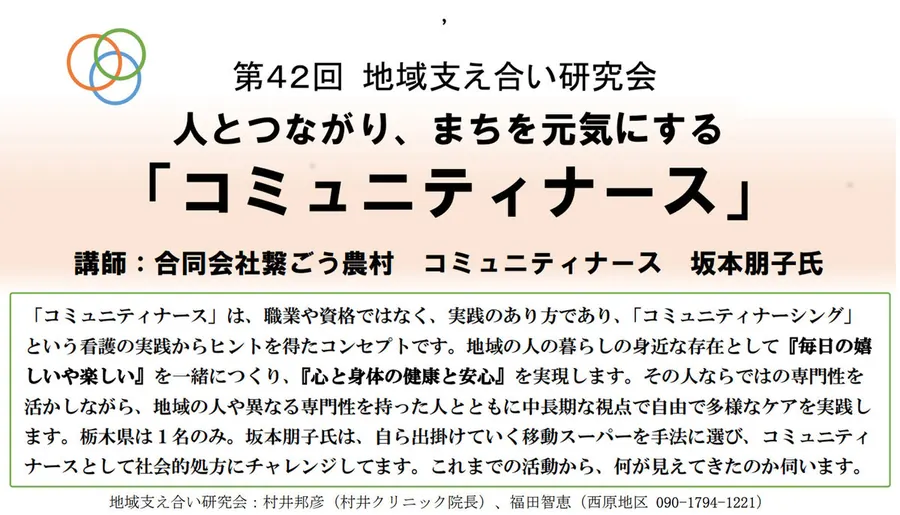 ，
第４２回 地域支え合い研究会
人とつながり、まちを元気にする
「コミュニティナース」
講師：合同会社繋ごう農村　コミュニティナース　坂本朋子氏
「コミュニティナース」は、職業や資格ではなく、実践のあり方であり、「コミュニティナーシング」
という看護の実践からヒントを得たコンセプトです。地域の人の暮らしの身近な存在として『毎日の嬉
しいや楽しい』を一緒につくり、『心と身体の健康と安心』を実現します。その人ならではの専門性を
活かしながら、地域の人や異なる専門性を持った人とともに中長期な視点で自由で多様なケアを実践し
ます。栃木県は１名のみ。坂本朋子氏は、自ら出掛けていく移動スーパーを手法に選び、コミュニティ
ナースとして社会的処方にチャレンジしてます。これまでの活動から、何が見えてきたのか伺います。
地域支え合い研究会：村井邦彦（村井クリニック院長）、福田智恵（西原地区 090-1794-1221）